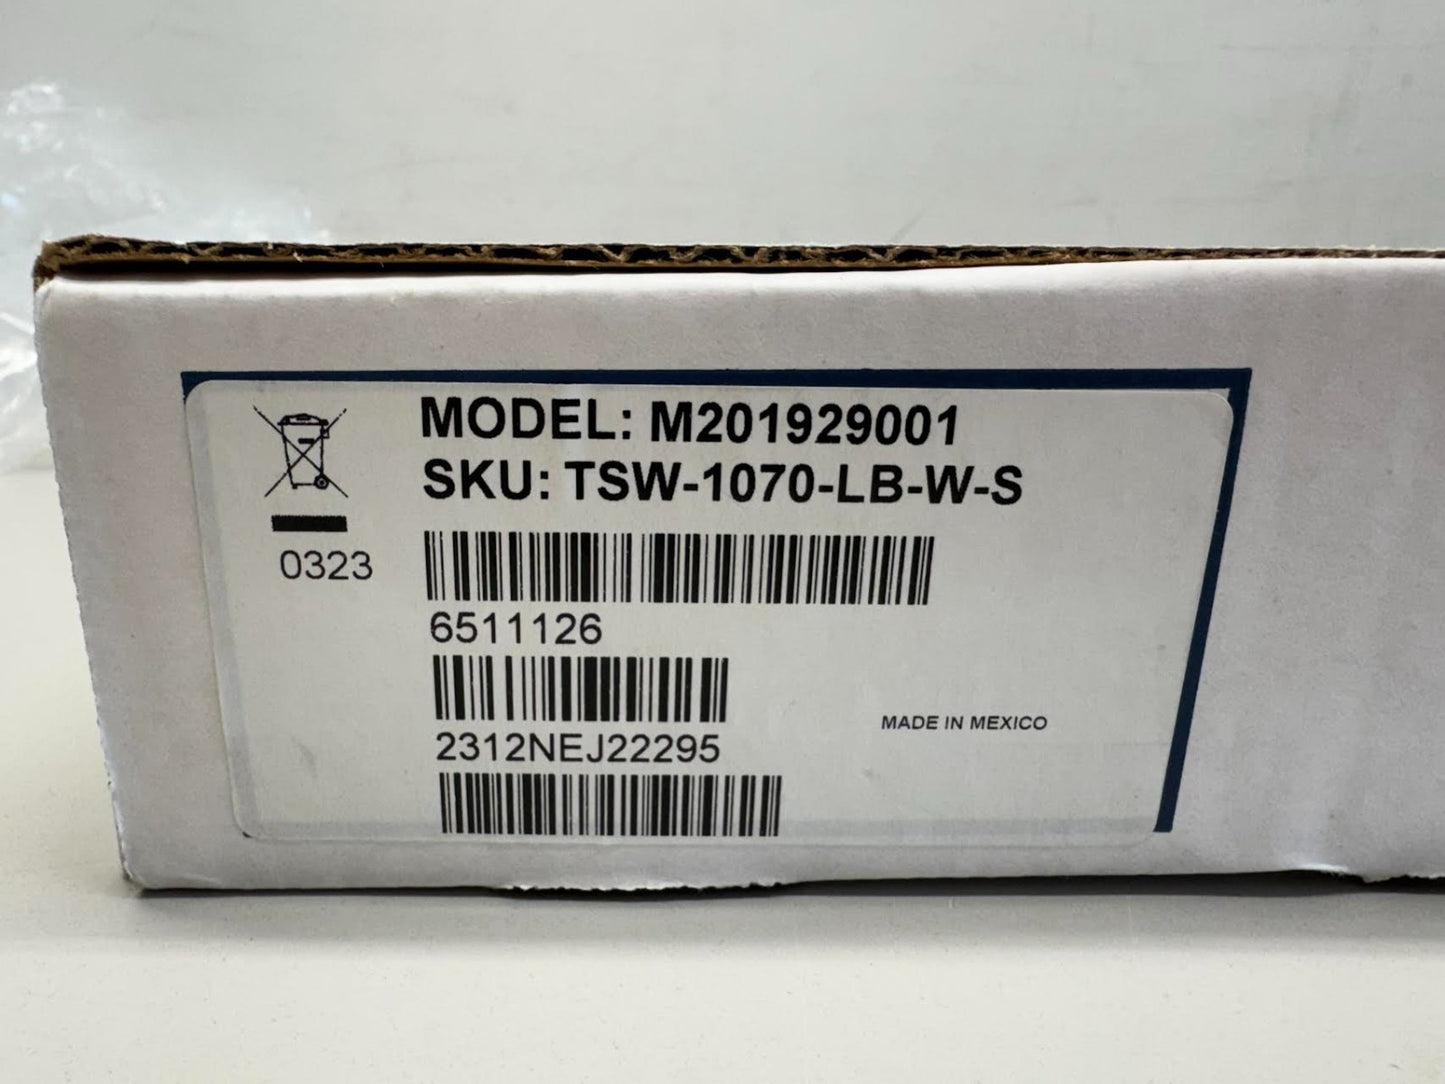 MODEL: M201929001
SKU: TSW-1070-LB-W-S
0323
6511126
2312NEJ22295
MADE IN MEXICO